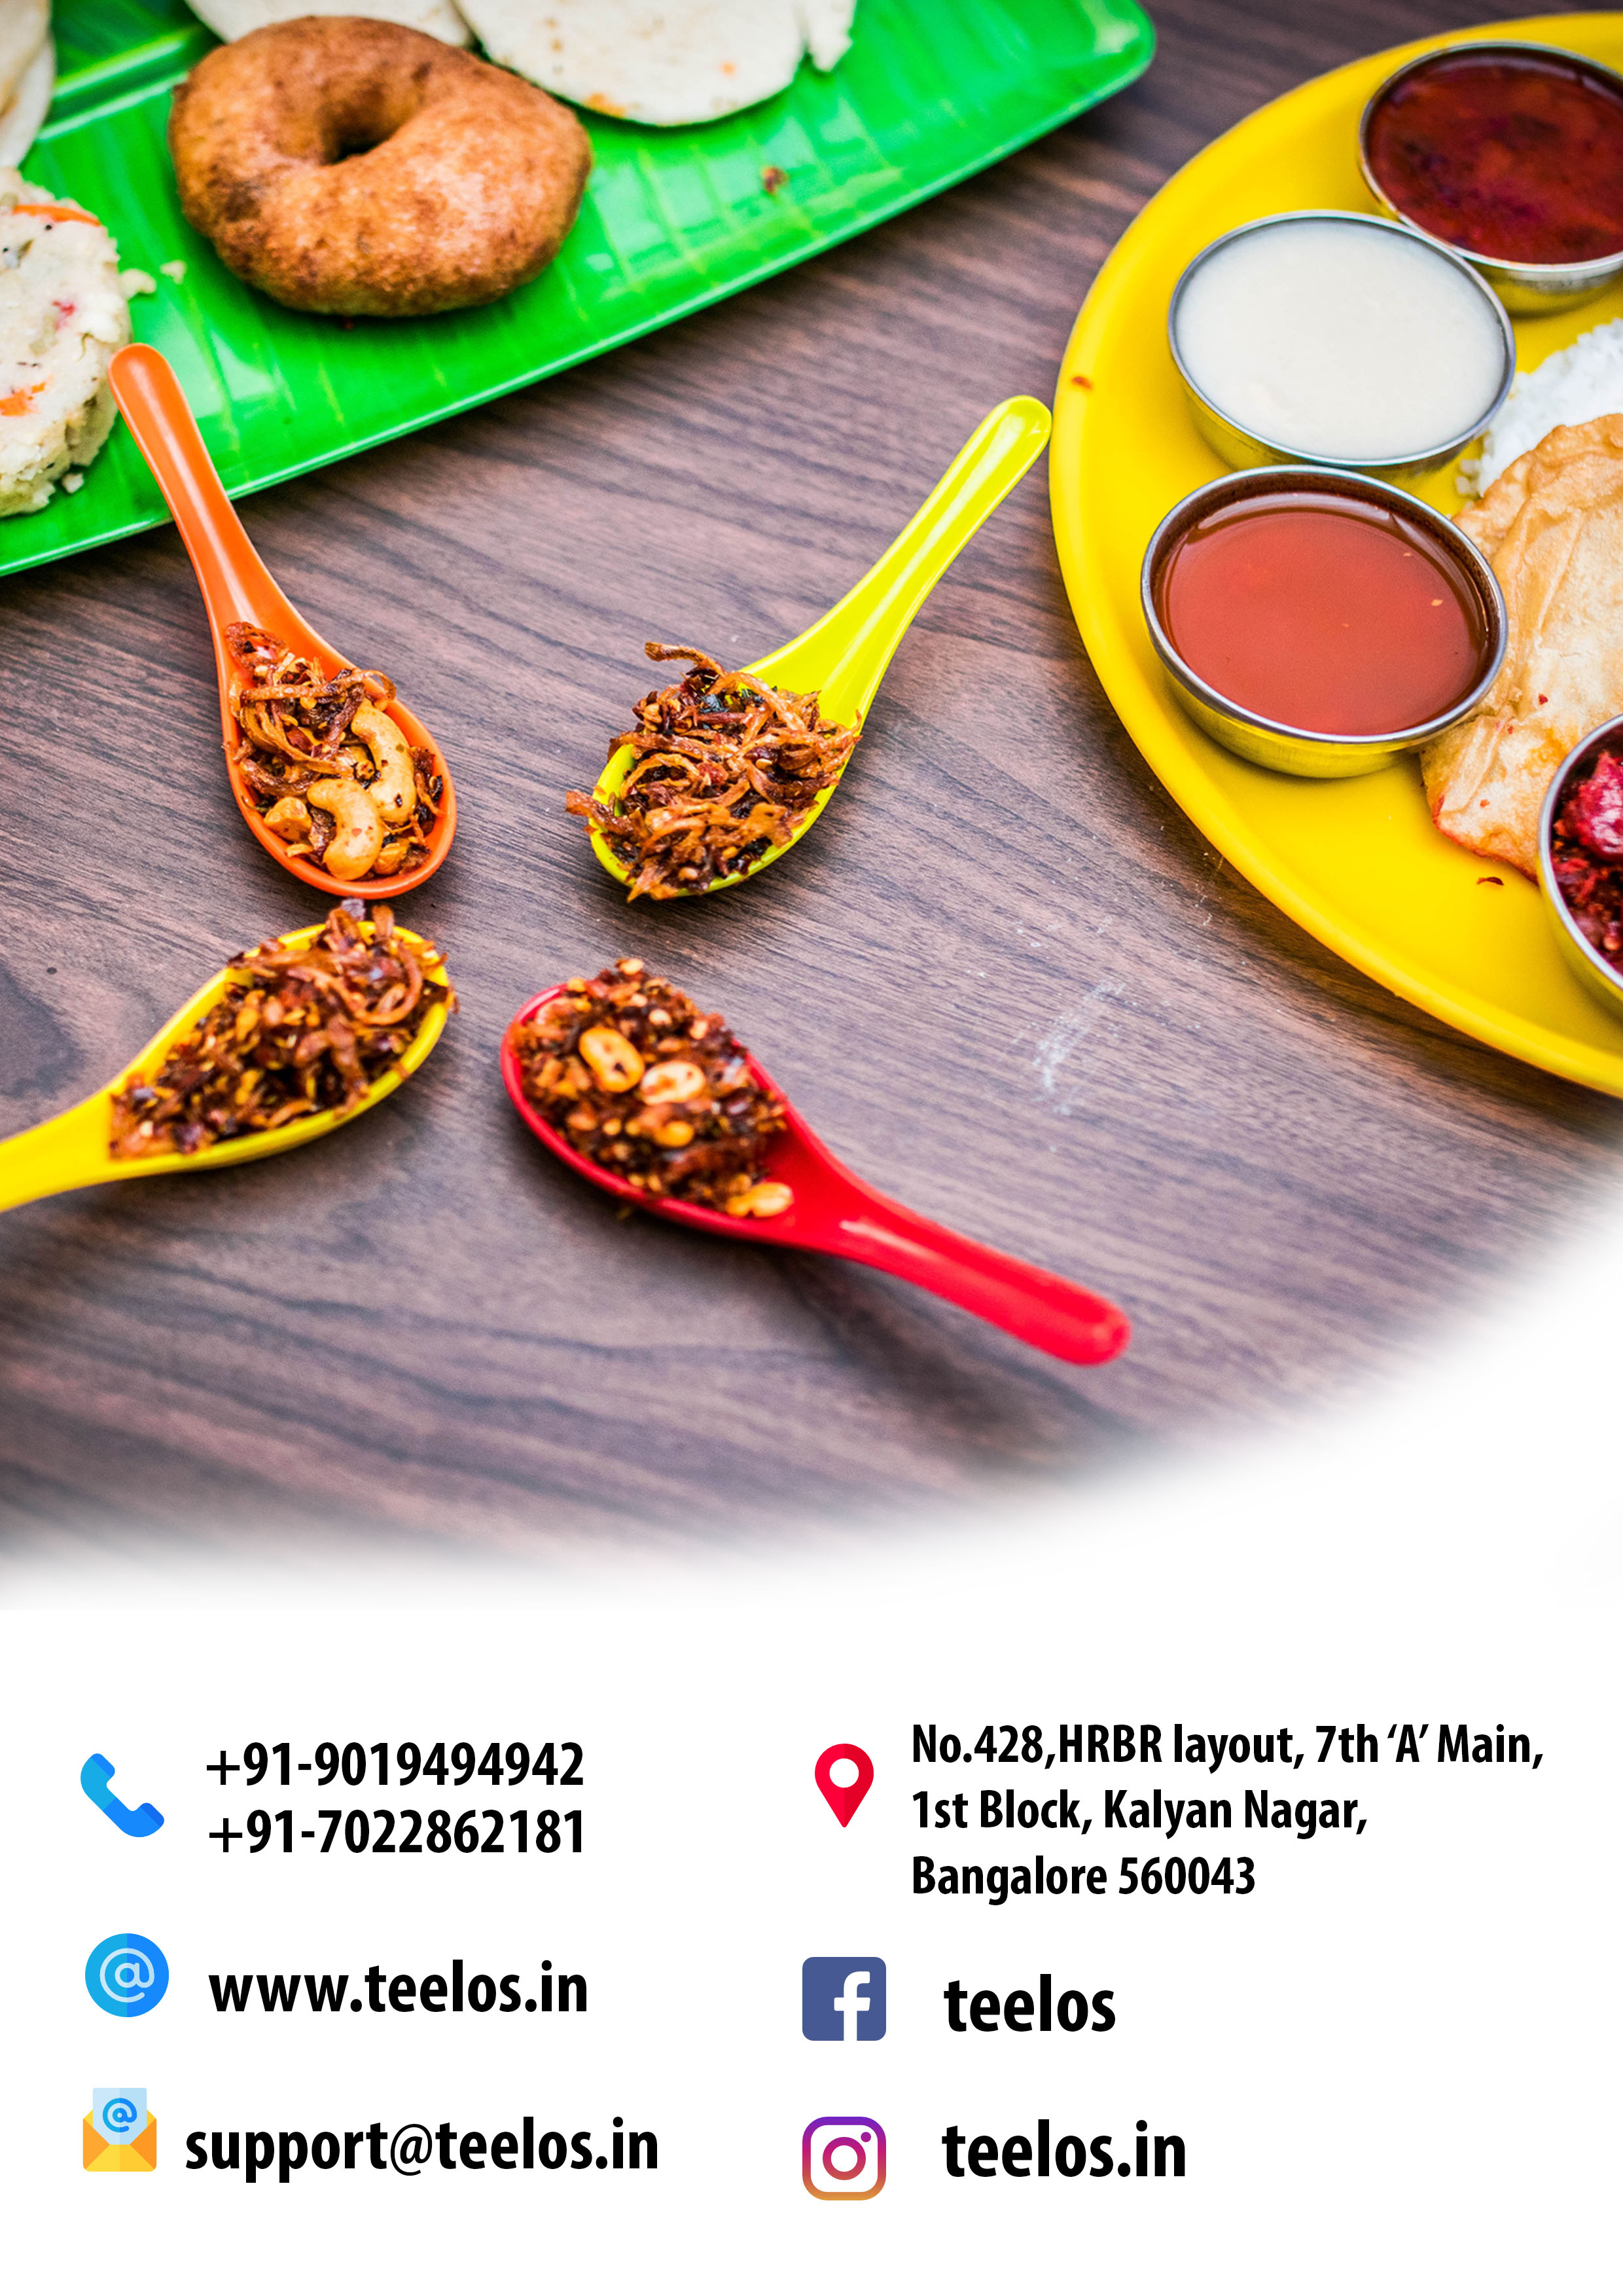 +91-9019494942
+91-7022862181
www.teelos.in
support@teelos.in
No.428,HRBR layout, 7th ‘A’ Main,
1st Block, Kalyan Nagar,
Bangalore 560043
teelos
teelos.in